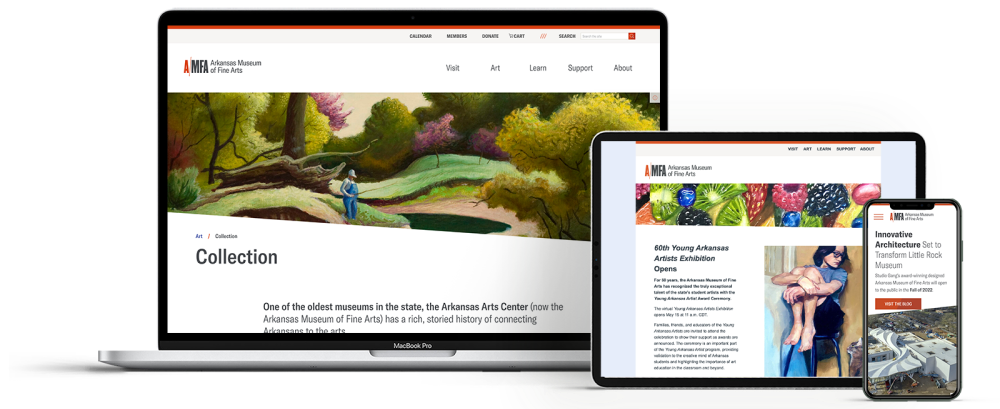 CALENDAR MEMBERS DONATE CART /// SEARCH
AMFA Arkansas Museum
of Fine Arts
Visit Art Learn Support About
Art / Collection
Collection
One of the oldest museums in the state, the Arkansas Arts Center (now the
Arkansas Museum of Fine Arts) has a rich, storied history of connecting
Arkansans to the arts
MacBook Pro
VISIT ART LEARN SUPPORT ABOUT
AMFA Arkansas Museum
of Fine Arts
60th Young Arkansas
Artists Exhibition
Opens
For 60 years, the Arkansas Museum of Fine
Arts has recognized the truly exceptional
talent of the state's student artists with the
Young Arkansas Artist Award Ceremony.
The virtual Young Arkansas Artists Exhibition
opens May 15 at 11 a.m. CDT.
Families, friends, and educators of the Young
Arkansas Artists are invited to attend the
celebration to show their support as awards are
announced. The ceremony is an important part
of the Young Arkansas Artist program, providing
validation to the creative mind of Arkansas
students and highlighting the importance of art
education in the classroom and beyond.
AMFA Arkansas Museum
of Fine Arts
Innovative
Architecture Set to
Transform Little Rock
Museum
Studio Gang's award-winning designed
Arkansas Museum of Fine Arts will open
to the public in the Fall of 2022.
VISIT THE BLOG